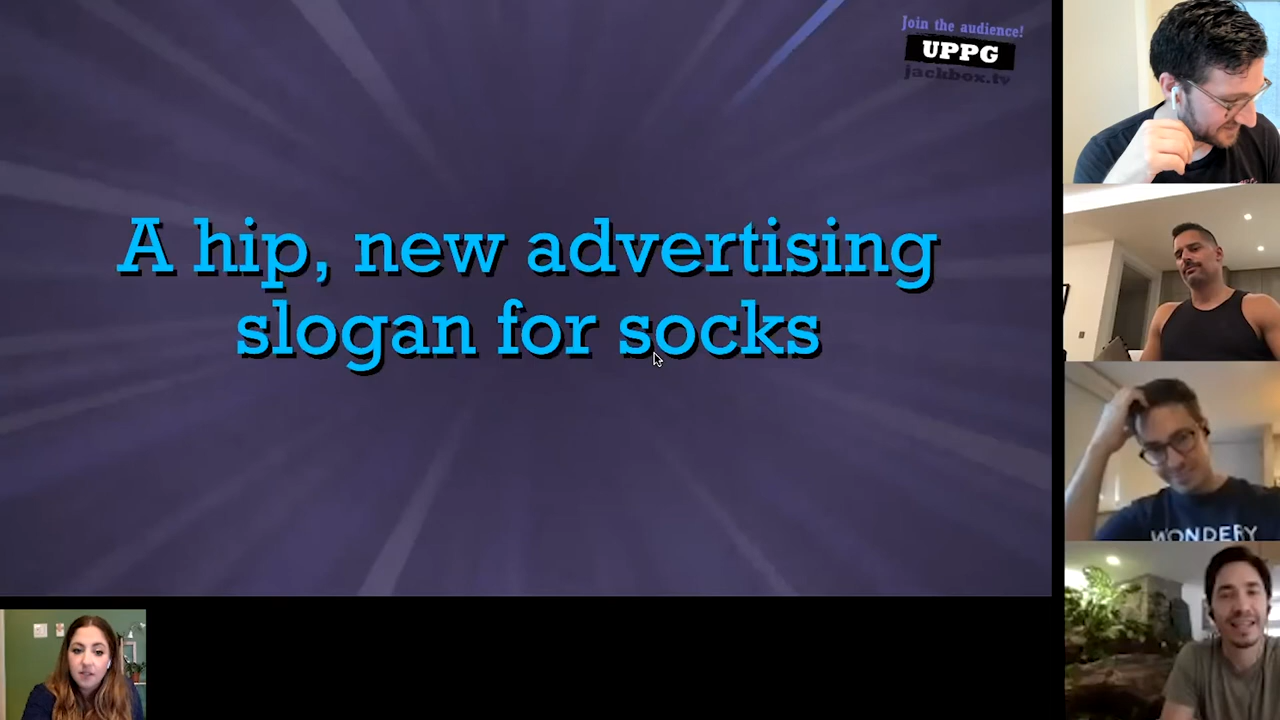 Join the audience!
UPPG
jackbox.tv
A hip, new advertising
slogan for socks
WONDERY